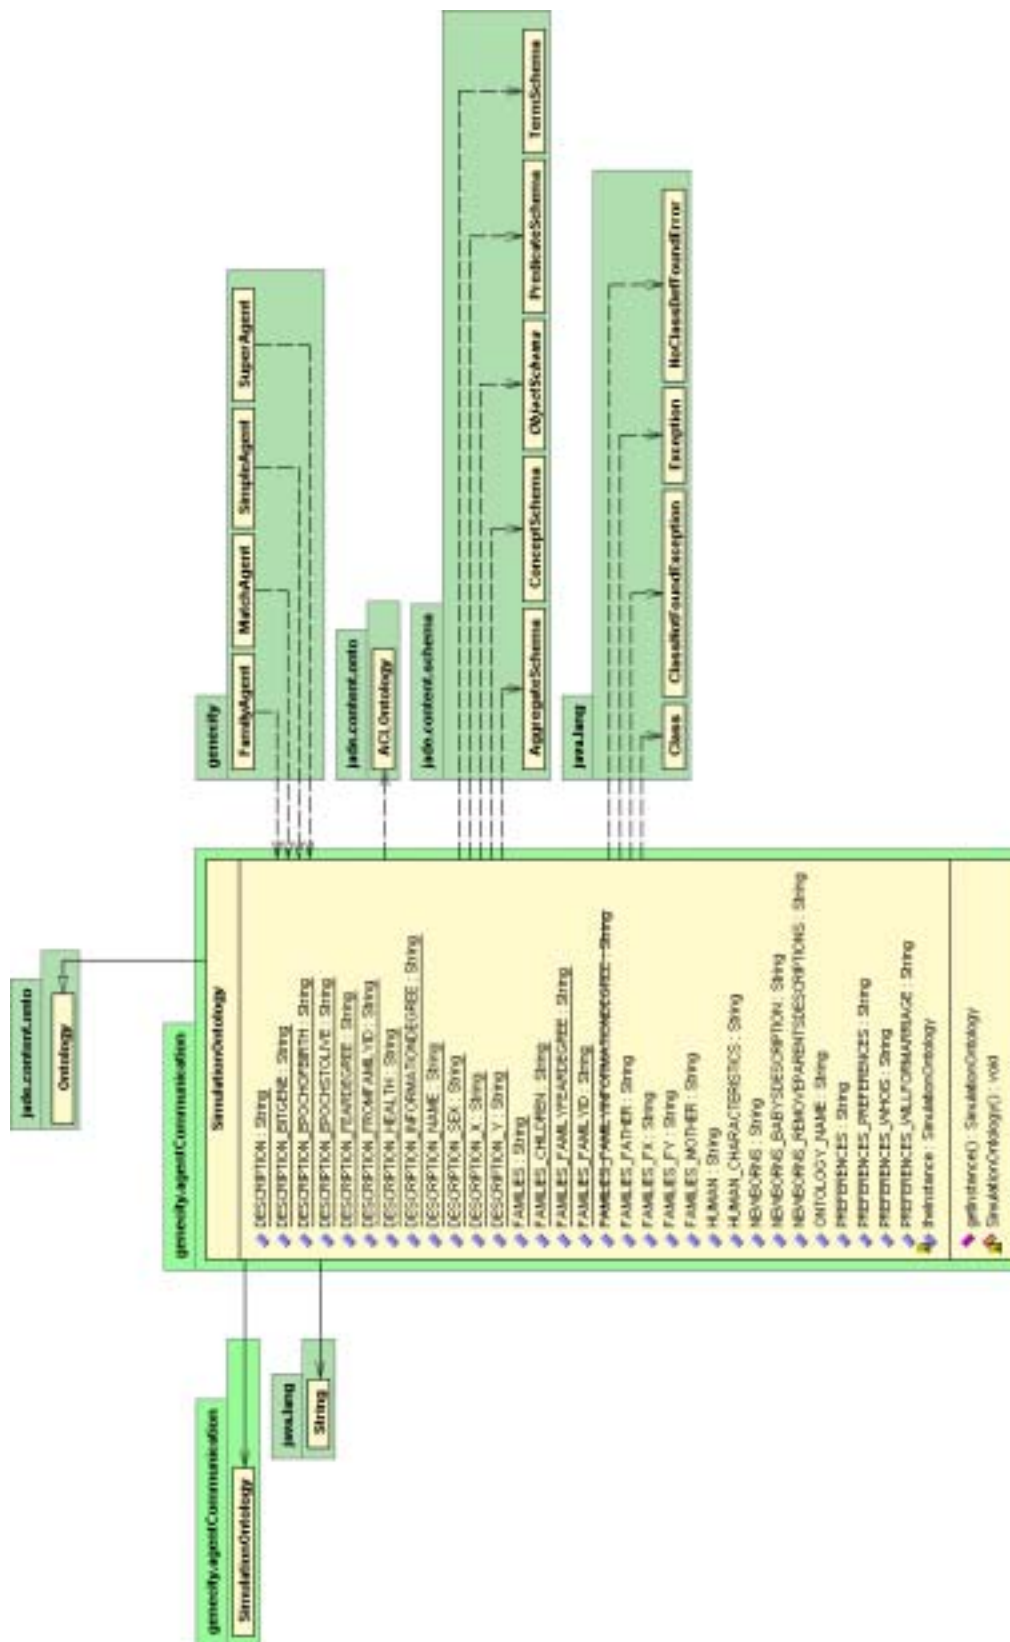 genecity.agentCommunication
SimulationOntology
java.lang
String
jade.content.onto
Ontology
genecity.agentCommunication
SimulationOntology
DESCRIPTION : String
DESCRIPTION_BITGENE : String
DESCRIPTION_EPOCHOFBIRTH : String
DESCRIPTION_EPOCHSTOLIVE : String
DESCRIPTION_FEARDEGREE : String
DESCRIPTION_FROMFAMILYID : String
DESCRIPTION_HEALTH : String
DESCRIPTION_INFORMATIONDEGREE : String
DESCRIPTION_NAME : String
DESCRIPTION_SEX : String
DESCRIPTION_X : String
DESCRIPTION_Y : String
FAMILIES : String
FAMILIES_CHILDREN : String
FAMILIES_FAMILYFEARDEGREE : String
FAMILIES_FAMILYID : String
FAMILIES_FAMILYINFORMATIONDEGREE : String
FAMILIES_FATHER : String
FAMILIES_FX : String
FAMILIES_FY : String
FAMILIES_MOTHER : String
HUMAN : String
HUMAN_CHARACTERISTICS : String
NEWBORNS : String
NEWBORNS_BABYSDESCRIPTION : String
NEWBORNS_REMOVEPARENTSDESCRIPTIONS : String
ONTOLOGY_NAME : String
PREFERENCES : String
PREFERENCES_PREFERENCES : String
PREFERENCES_WHOIS : String
PREFERENCES_WILLFORMARRIAGE : String
theInstance : SimulationOntology
getInstance() : SimulationOntology
SimulationOntology() : void
genecity
FamilyAgent
MatchAgent
SimpleAgent
SuperAgent
jade.content.onto
ACLOntology
jade.content.schema
AggregateSchema
ConceptSchema
ObjectSchema
PredicateSchema
TermSchema
java.lang
Class
ClassNotFoundException
Exception
NoClassDefFoundError